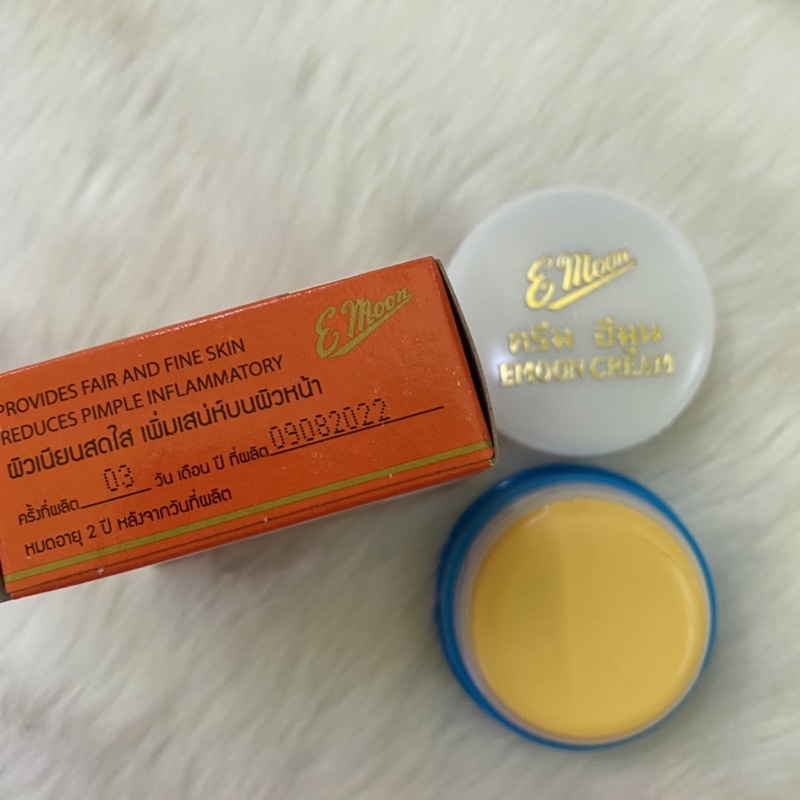 E Moon
PROVIDES FAIR AND FINE SKIN
REDUCES PIMPLE INFLAMMATORY
ผิวเนียนสดใส เพิ่มเสน่ห์บนผิวหน้า
ครั้งที่ผลิต 03 วัน เดือน ปี ที่ผลิต 09082022
หมดอายุ 2 ปี หลังจากวันที่ผลิต
E Moon
ครีม อีมูน
EMOON CREAM